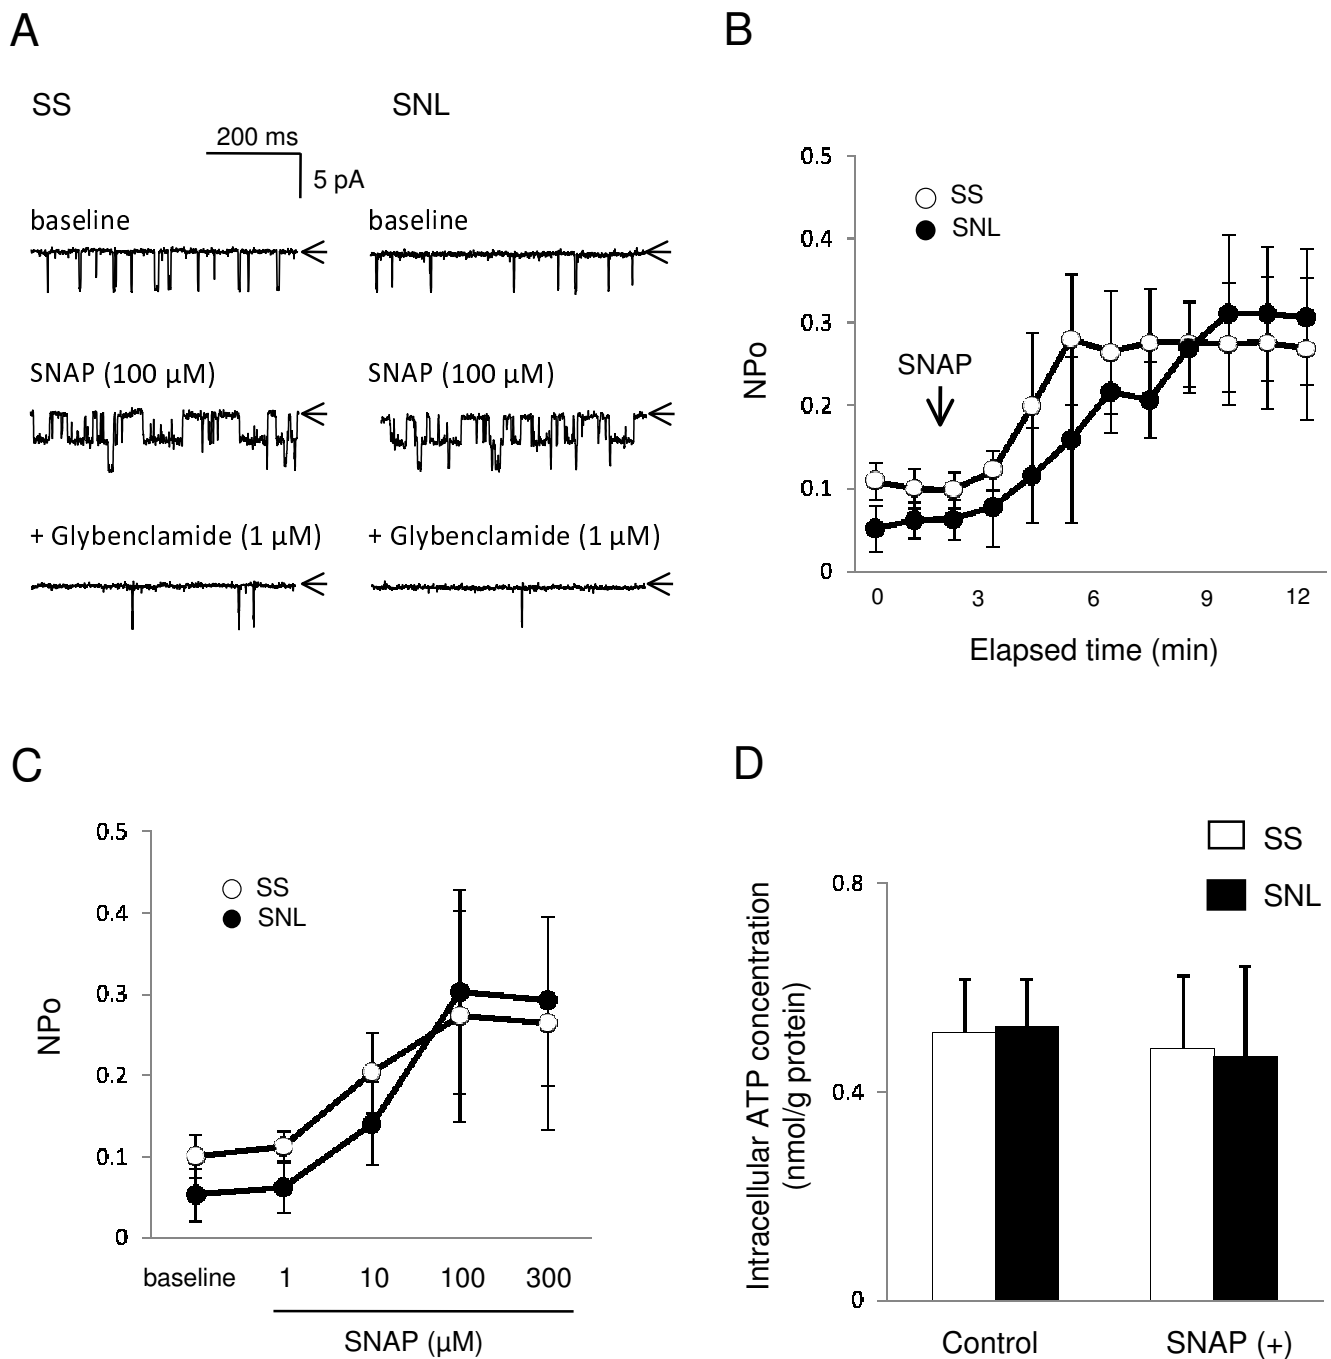 A
SS
SNL
200 ms
5 pA
baseline
baseline
SNAP (100 µM)
SNAP (100 µM)
+ Glybenclamide (1 µM)
+ Glybenclamide (1 µM)
B
0.5
0.4
0.3
0.2
0.1
0
NPo
SS
SNL
SNAP
0 3 6 9 12
Elapsed time (min)
C
0.5
0.4
0.3
0.2
0.1
0
NPo
SS
SNL
baseline 1 10 100 300
SNAP (µM)
D
SS
SNL
0.8
0.4
0
Intracellular ATP concentration
(nmol/g protein)
Control SNAP (+)